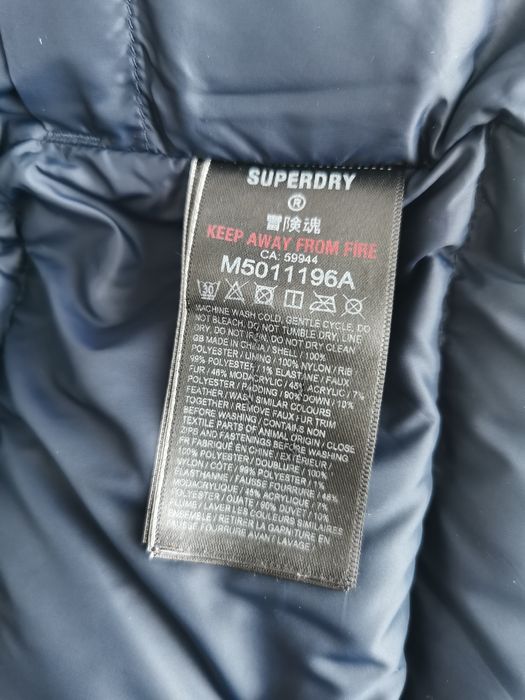 SUPERDRY
®
冒険魂
KEEP AWAY FROM FIRE
CA: 59944
M5011196A
30
MACHINE WASH COLD, GENTLE CYCLE, DO
NOT BLEACH, DO NOT TUMBLE DRY, LINE
DRY, DO NOT IRON, DO NOT DRY CLEAN
GB MADE IN CHINA / SHELL / 100%
POLYESTER / LINING / 100% NYLON / RIB
99% POLYESTER / 1% ELASTANE / FAUX
FUR / 48% MODACRYLIC / 45% ACRYLIC / 7%
POLYESTER / PADDING / 90% DOWN / 10%
FEATHER / WASH SIMILAR COLOURS
TOGETHER / REMOVE FAUX / UR TRIM
BEFORE WASHING / CONTAINS NON
TEXTILE PARTS OF ANIMAL ORIGIN / CLOSE
ZIPS AND FASTENINGS BEFORE WASHING
FR FABRIQUÉ EN CHINE / EXTÉRIEUR /
100% POLYESTER / DOUBLURE / 100%
NYLON / CÔTE / 99% POLYESTER / 1%
ELASTANNE / FAUSSE FOURRURE / 48%
MODACRYLIQUE / 45% ACRYLIQUE / 7%
POLYESTER / OUATINE / 90% DUVET / 10%
PLUME / LAVER LES COULEURS SIMILAIRES
ENSEMBLE / RETIRER LA GARNITURE EN
FOURRURE AVANT / LAVAGE